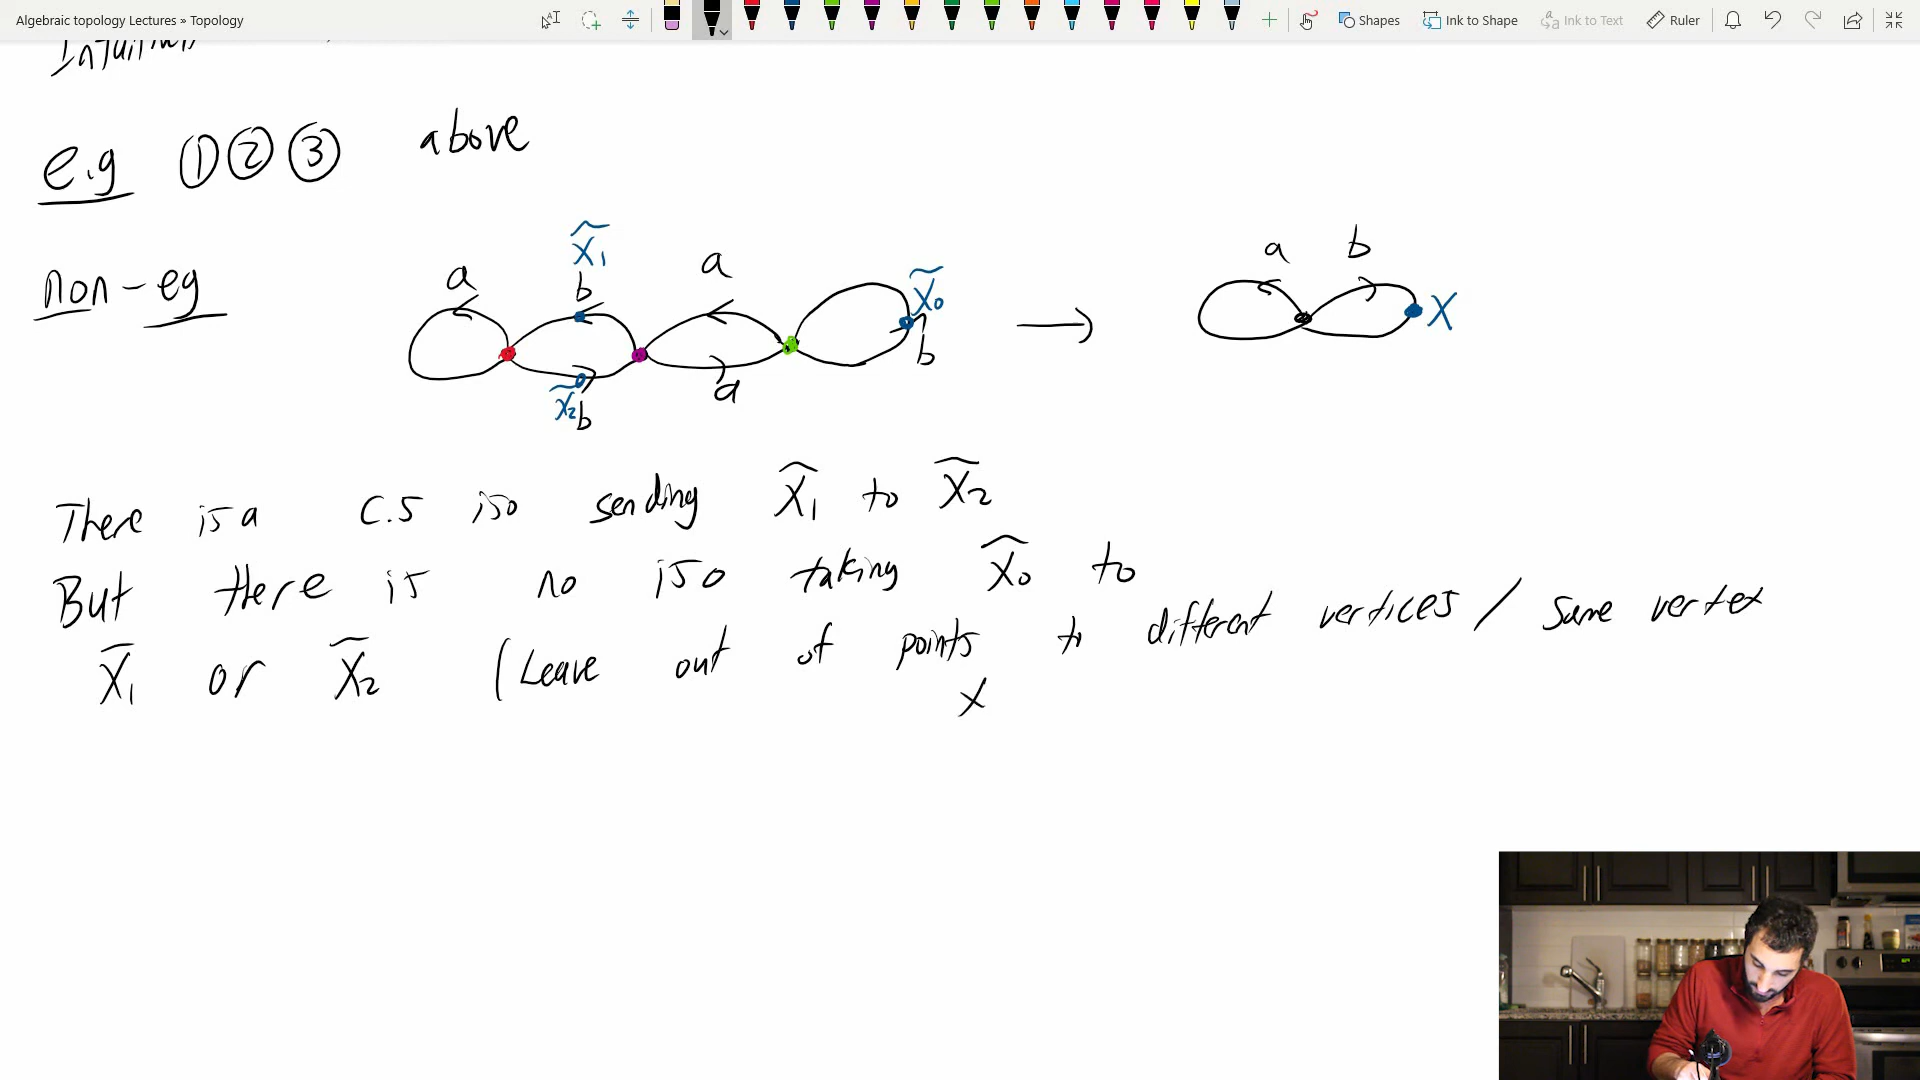 Algebraic topology Lectures » Topology
Shapes
Ink to Shape
Ink to Text
Ruler
e.g ① ② ③ above
non-eg
a
x̃₁
b
a
x̃₀
b
x̃₂
b
a
a
b
x
There is a C.S iso sending x̃₁ to x̃₂
But there is no iso taking x̃₀ to
x̃₁ or x̃₂ (Leave out of points to different vertices / same vertex
x